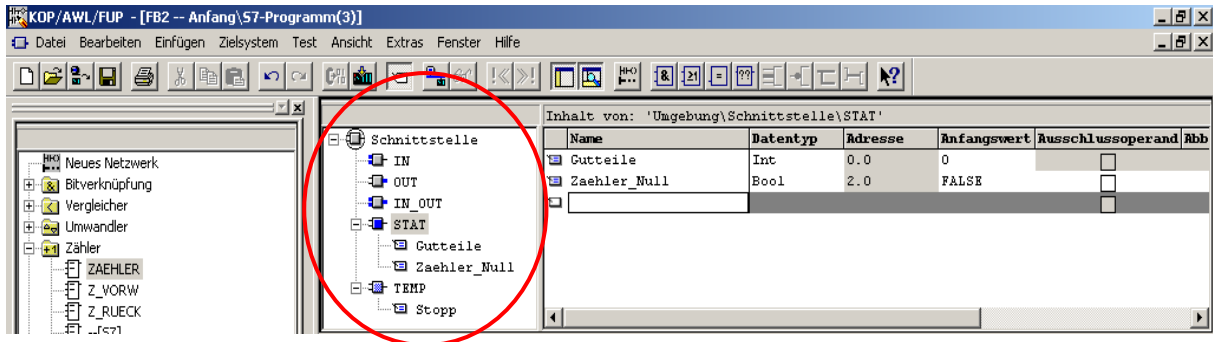 KOP/AWL/FUP - [FB2 -- Anfang\S7-Programm(3)]
Datei Bearbeiten Einfügen Zielsystem Test Ansicht Extras Fenster Hilfe
Neues Netzwerk
Bitverknüpfung
Vergleicher
Umwandler
Zähler
ZAEHLER
Z_VORW
Z_RUECK
Schnittstelle
IN
OUT
IN_OUT
STAT
Gutteile
Zaehler_Null
TEMP
Stopp
Inhalt von: 'Umgebung\Schnittstelle\STAT'
Name Datentyp Adresse Anfangswert Ausschlussoperand Abb
Gutteile Int 0.0 0
Zaehler_Null Bool 2.0 FALSE